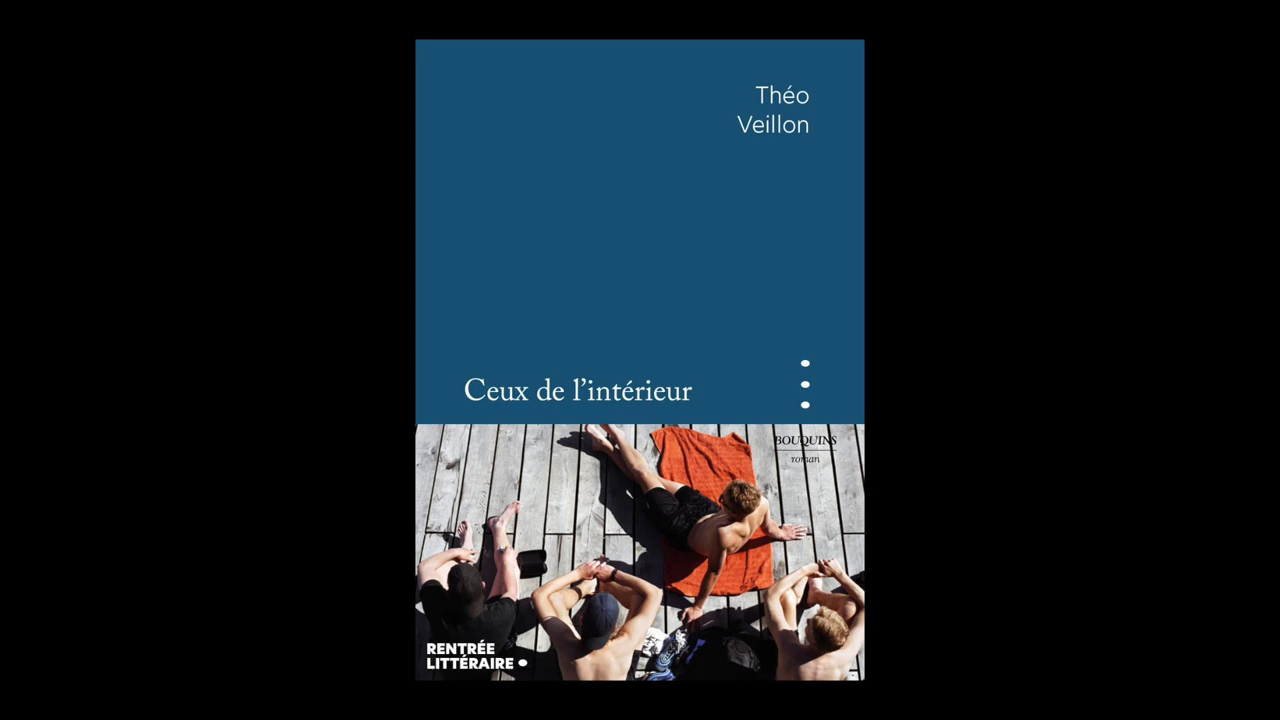 Théo
Veillon
Ceux de l’intérieur
BOUQUINS
roman
RENTRÉE
LITTÉRAIRE